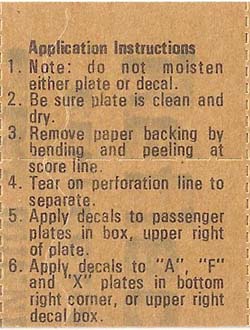 Application Instructions
1. Note: do not moisten
either plate or decal.
2. Be sure plate is clean and
dry.
3. Remove paper backing by
bending and peeling at
score line.
4. Tear on perforation line to
separate.
5. Apply decals to passenger
plates in box, upper right
of plate.
6. Apply decals to "A", "F"
and "X" plates in bottom
right corner, or upper right
decal box.